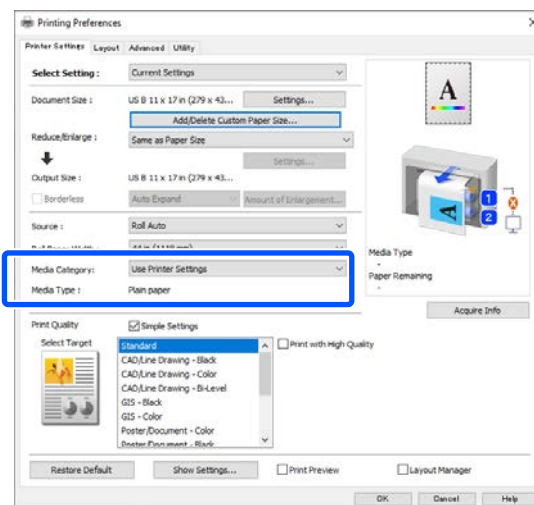 Printing Preferences
Printer Settings Layout Advanced Utility
Select Setting : Current Settings
Document Size : US B 11 x 17 in (279 x 43... Settings...
Add/Delete Custom Paper Size...
Reduce/Enlarge : Same as Paper Size
Settings...
Output Size : US B 11 x 17 in (279 x 43...
Borderless Auto Expand Amount of Enlargement...
Source : Roll Auto
Media Category: Use Printer Settings
Media Type : Plain paper
Print Quality Simple Settings
Select Target
Standard
CAD/Line Drawing - Black
CAD/Line Drawing - Color
CAD/Line Drawing - Bi-Level
GIS - Black
GIS - Color
Poster/Document - Color
Poster/Document - Black
Print with High Quality
A
A
1
2
Media Type
-
Paper Remaining
-
Acquire Info
Restore Default Show Settings... Print Preview Layout Manager
OK Cancel Help